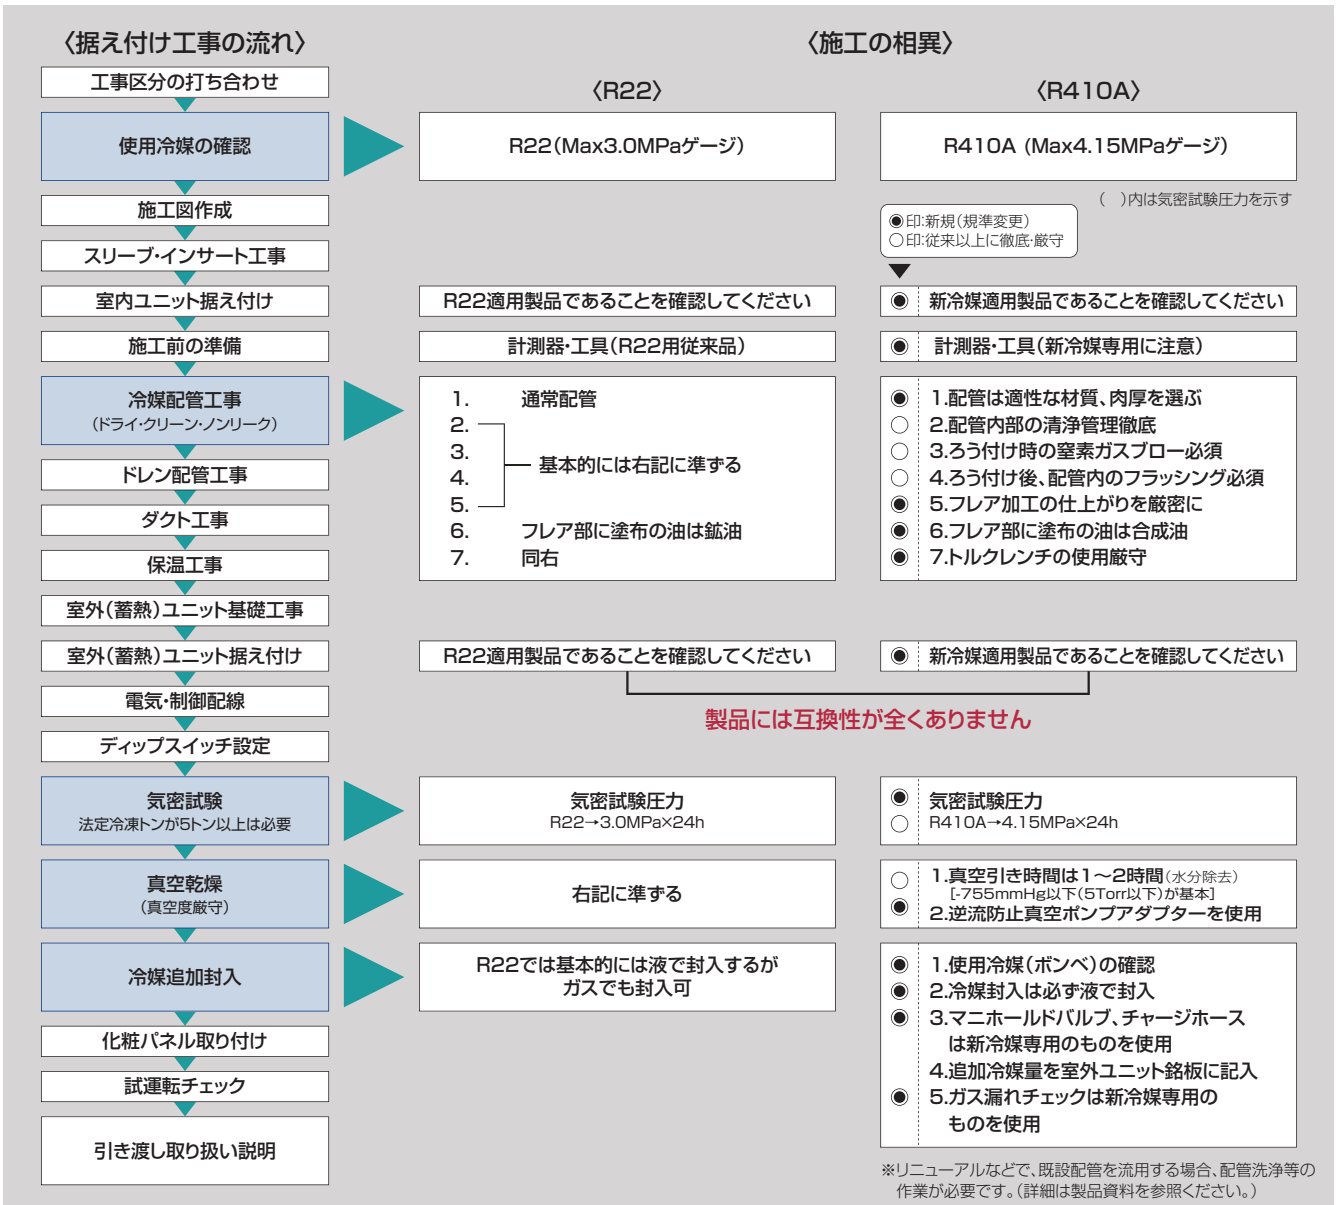 〈据え付け工事の流れ〉
工事区分の打ち合わせ
使用冷媒の確認
施工図作成
スリーブ・インサート工事
室内ユニット据え付け
施工前の準備
冷媒配管工事
（ドライ・クリーン・ノンリーク）
ドレン配管工事
ダクト工事
保温工事
室外（蓄熱）ユニット基礎工事
室外（蓄熱）ユニット据え付け
電気・制御配線
ディップスイッチ設定
気密試験
法定冷凍トンが5トン以上は必要
真空乾燥
（真空度厳守）
冷媒追加封入
化粧パネル取り付け
試運転チェック
引き渡し取り扱い説明
〈施工の相異〉
〈R22〉
R22（Max3.0MPaゲージ）
R22適用製品であることを確認してください
計測器・工具（R22用従来品）
1. 通常配管
2.
3.
4.
5.
基本的には右記に準ずる
6. フレア部に塗布の油は鉱油
7. 同右
R22適用製品であることを確認してください
気密試験圧力
R22→3.0MPa×24h
右記に準ずる
R22では基本的には液で封入するが
ガスでも封入可
〈R410A〉
R410A（Max4.15MPaゲージ）
（　）内は気密試験圧力を示す
◉印:新規（規準変更）
○印:従来以上に徹底・厳守
◉ 新冷媒適用製品であることを確認してください
◉ 計測器・工具（新冷媒専用に注意）
◉ 1.配管は適性な材質、肉厚を選ぶ
○ 2.配管内部の清浄管理徹底
○ 3.ろう付け時の窒素ガスブロー必須
○ 4.ろう付け後、配管内のフラッシング必須
◉ 5.フレア加工の仕上がりを厳密に
◉ 6.フレア部に塗布の油は合成油
◉ 7.トルクレンチの使用厳守
◉ 新冷媒適用製品であることを確認してください
製品には互換性が全くありません
◉ 気密試験圧力
○ R410A→4.15MPa×24h
○ 1.真空引き時間は1〜2時間（水分除去）
[-755mmHg以下（5Torr以下）が基本]
◉ 2.逆流防止真空ポンプアダプターを使用
◉ 1.使用冷媒（ボンベ）の確認
◉ 2.冷媒封入は必ず液で封入
◉ 3.マニホールドバルブ、チャージホース
は新冷媒専用のものを使用
4.追加冷媒量を室外ユニット銘板に記入
◉ 5.ガス漏れチェックは新冷媒専用の
ものを使用
※リニューアルなどで、既設配管を流用する場合、配管洗浄等の
作業が必要です。（詳細は製品資料を参照ください。）